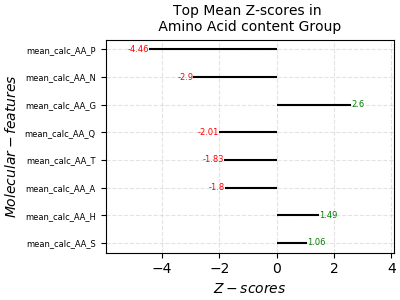 Top Mean Z-scores in
Amino Acid content Group
mean_calc_AA_P
-4.46
mean_calc_AA_N
-2.9
mean_calc_AA_G
2.6
mean_calc_AA_Q
-2.01
mean_calc_AA_T
-1.83
mean_calc_AA_A
-1.8
mean_calc_AA_H
1.49
mean_calc_AA_S
1.06
Molecular − features
−4 −2 0 2 4
Z − scores